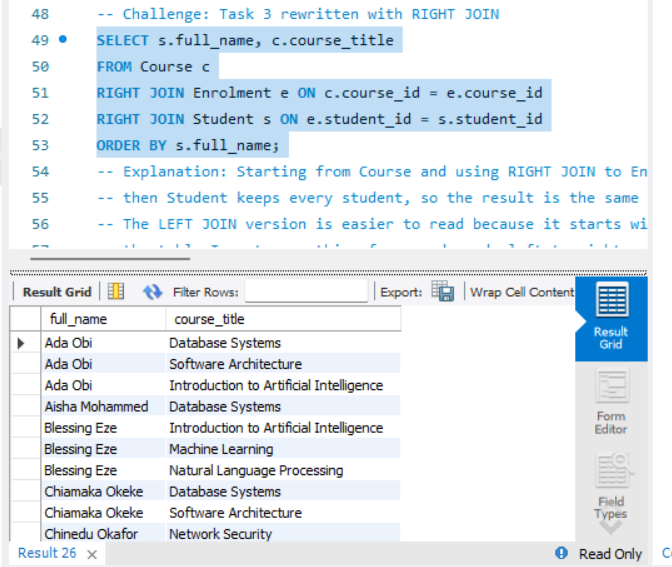 48 -- Challenge: Task 3 rewritten with RIGHT JOIN
49 SELECT s.full_name, c.course_title
50 FROM Course c
51 RIGHT JOIN Enrolment e ON c.course_id = e.course_id
52 RIGHT JOIN Student s ON e.student_id = s.student_id
53 ORDER BY s.full_name;
54 -- Explanation: Starting from Course and using RIGHT JOIN to En
55 -- then Student keeps every student, so the result is the same
56 -- The LEFT JOIN version is easier to read because it starts wi
Result Grid Filter Rows: Export: Wrap Cell Content
full_name course_title
Ada Obi Database Systems
Ada Obi Software Architecture
Ada Obi Introduction to Artificial Intelligence
Aisha Mohammed Database Systems
Blessing Eze Introduction to Artificial Intelligence
Blessing Eze Machine Learning
Blessing Eze Natural Language Processing
Chiamaka Okeke Database Systems
Chiamaka Okeke Software Architecture
Chinedu Okafor Network Security
Result
Grid
Form
Editor
Field
Types
Result 26 Read Only